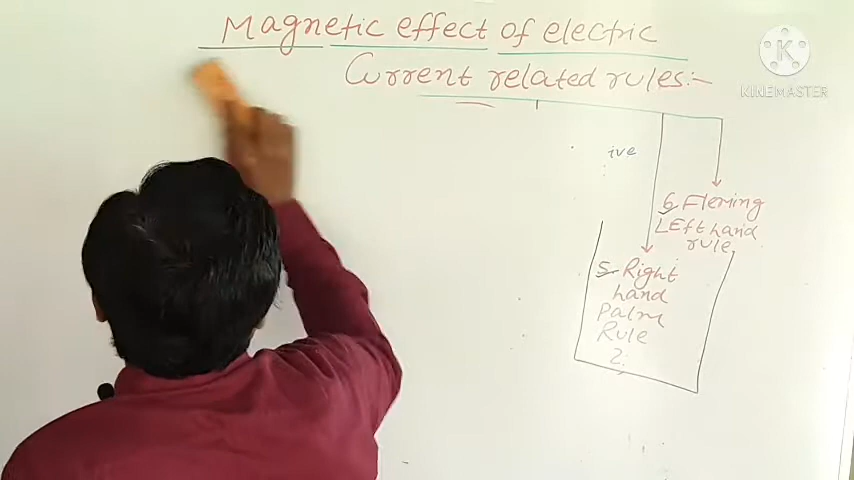 Magnetic effect of electric
Current related rules:-
ive
6 Fleming
LEft hand
rule
5- Right
hand
Palm
Rule
2:
K
KINEMASTER